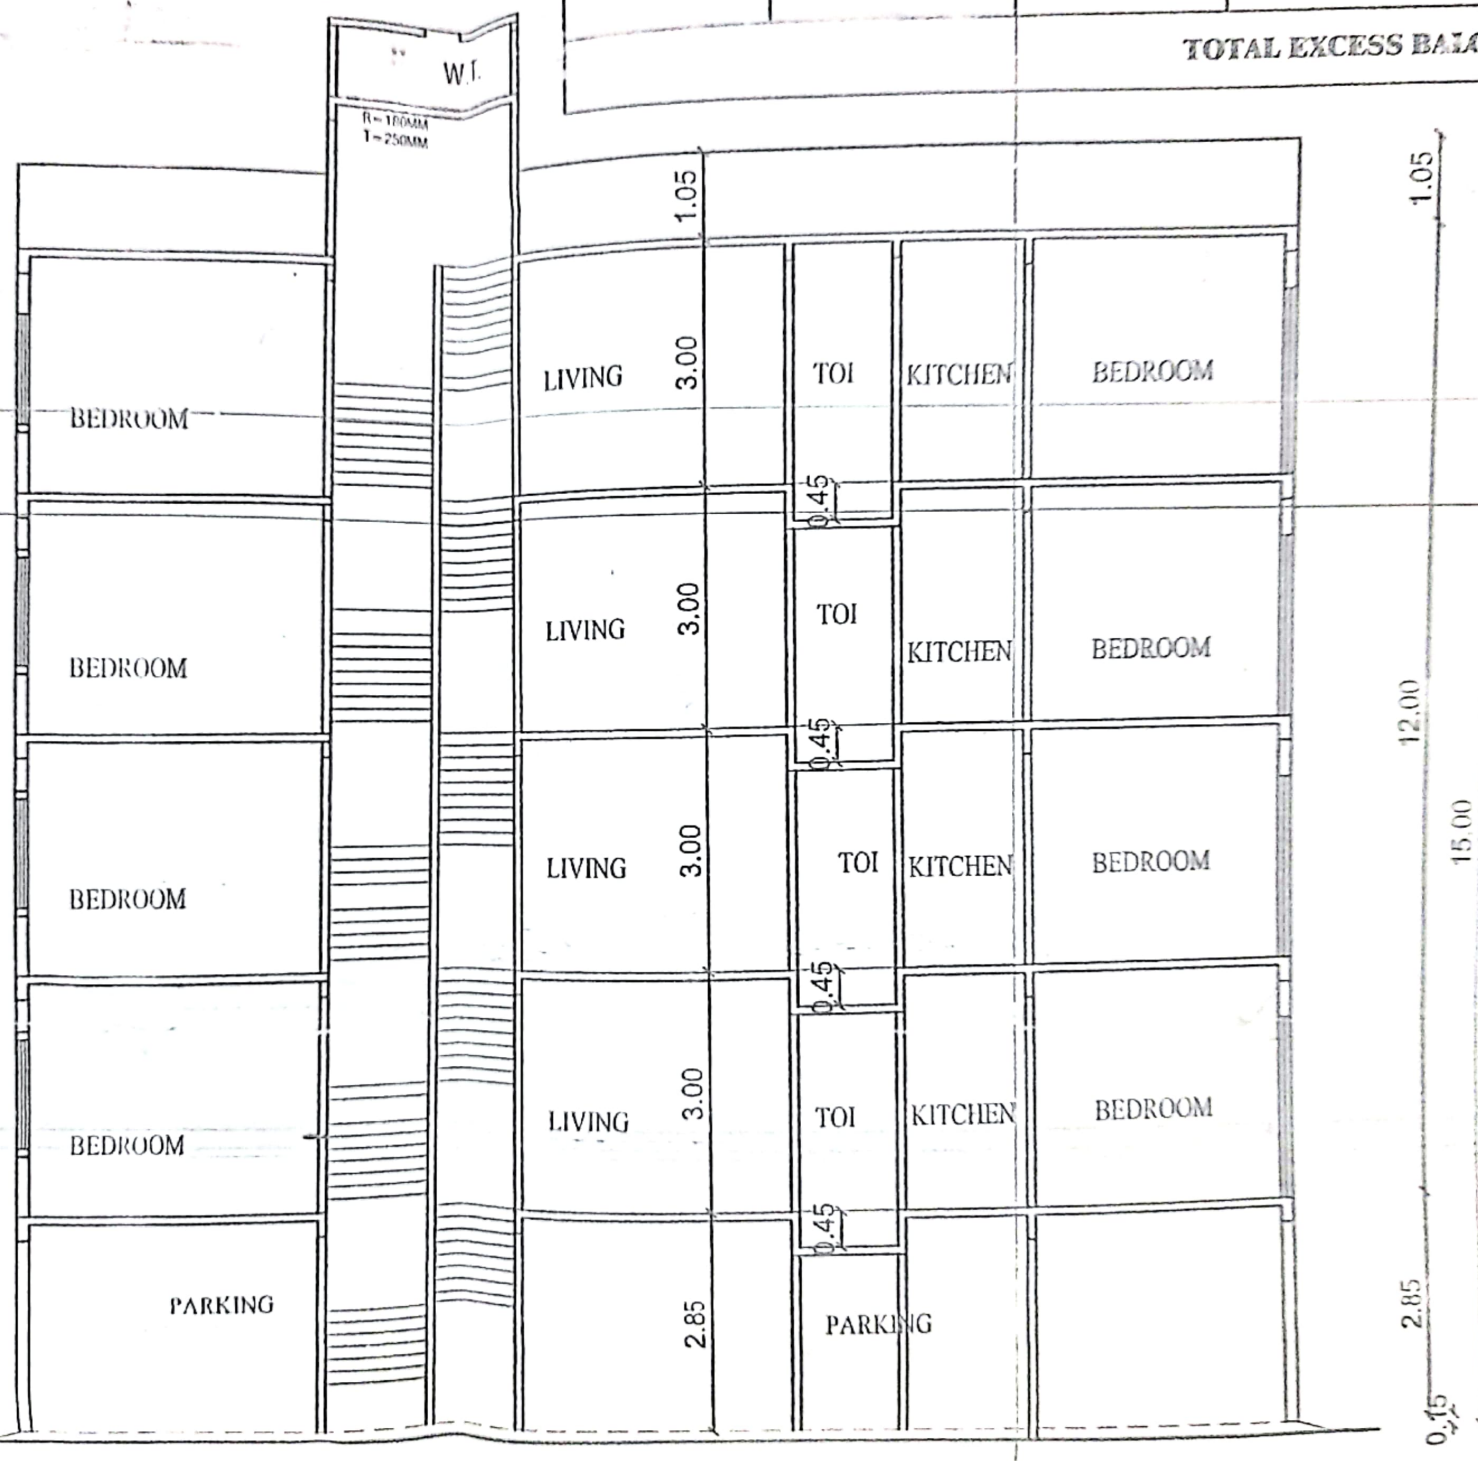 TOTAL EXCESS
W.T.
R=180MM
T=250MM
1.05
1.05
LIVING
3.00
TOI
KITCHEN
BEDROOM
BEDROOM
0.45
LIVING
3.00
TOI
KITCHEN
BEDROOM
BEDROOM
12.00
0.45
LIVING
3.00
TOI
KITCHEN
BEDROOM
BEDROOM
15.00
0.45
LIVING
3.00
TOI
KITCHEN
BEDROOM
BEDROOM
0.45
PARKING
2.85
PARKING
2.85
0.15